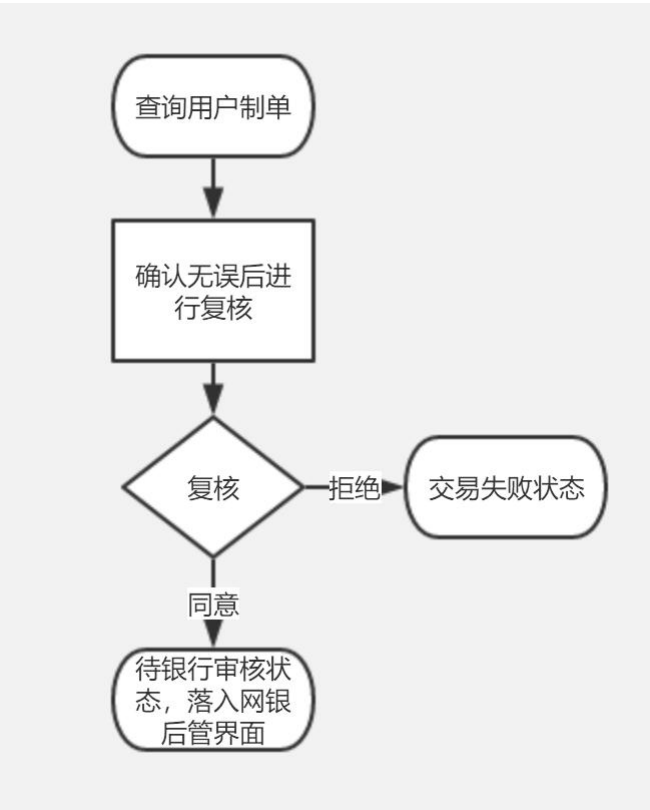 查询用户制单
确认无误后进
行复核
复核
拒绝
交易失败状态
同意
待银行审核状
态，落入网银
后管界面